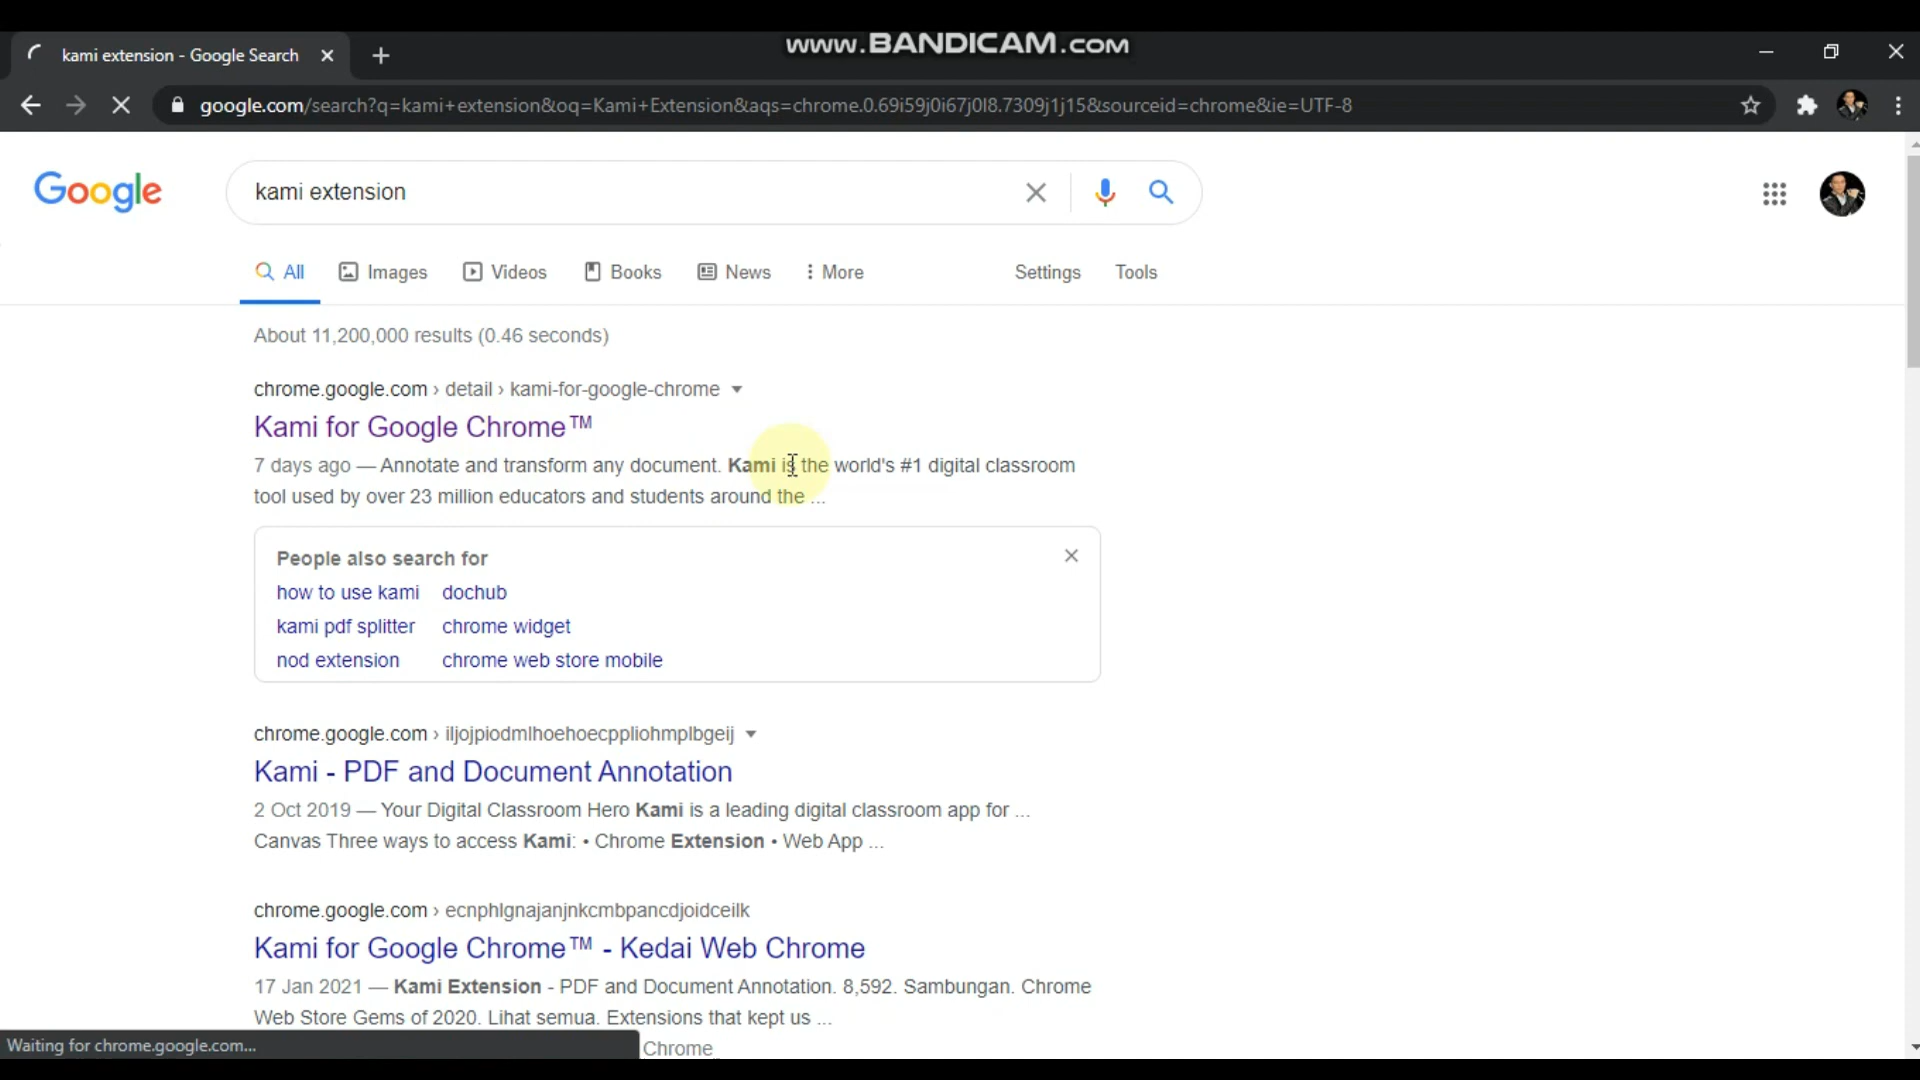 www.BANDICAM.com
kami extension - Google Search
google.com/search?q=kami+extension&oq=Kami+Extension&aqs=chrome.0.69i59j0i67j0l8.7309j1j15&sourceid=chrome&ie=UTF-8
Google
kami extension
All Images Videos Books News More Settings Tools
About 11,200,000 results (0.46 seconds)
chrome.google.com › detail › kami-for-google-chrome
Kami for Google Chrome™
7 days ago — Annotate and transform any document. Kami is the world's #1 digital classroom
tool used by over 23 million educators and students around the ...
People also search for
how to use kami dochub
kami pdf splitter chrome widget
nod extension chrome web store mobile
chrome.google.com › iljojpiodmlhoehoecppliohmplbgeij
Kami - PDF and Document Annotation
2 Oct 2019 — Your Digital Classroom Hero Kami is a leading digital classroom app for ...
Canvas Three ways to access Kami: • Chrome Extension • Web App ...
chrome.google.com › ecnphlgnajanjnkcmbpancdjoidceilk
Kami for Google Chrome™ - Kedai Web Chrome
17 Jan 2021 — Kami Extension - PDF and Document Annotation. 8,592. Sambungan. Chrome
Web Store Gems of 2020. Lihat semua. Extensions that kept us ...
Waiting for chrome.google.com... Chrome